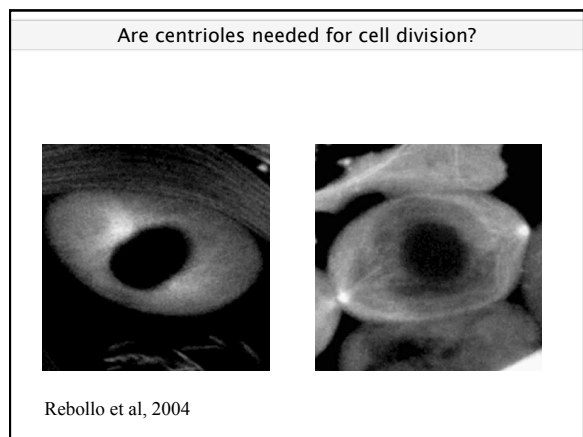 Are centrioles needed for cell division?
Rebollo et al, 2004